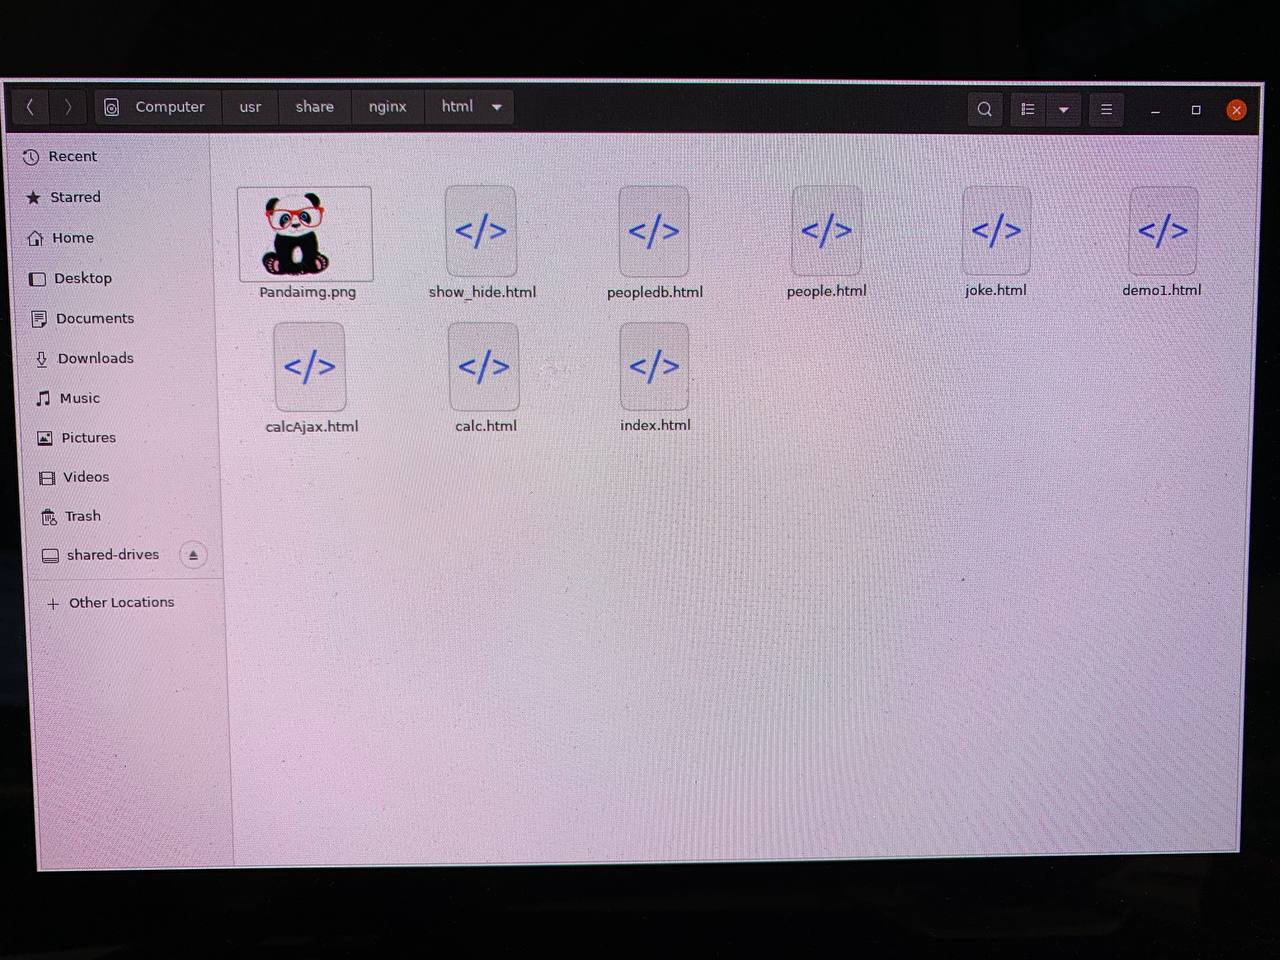 Computer usr share nginx html
Recent
Starred
Home
Desktop
Documents
Downloads
Music
Pictures
Videos
Trash
shared-drives
Other Locations
Pandaimg.png show_hide.html peopledb.html people.html joke.html demo1.html
calcAjax.html calc.html index.html